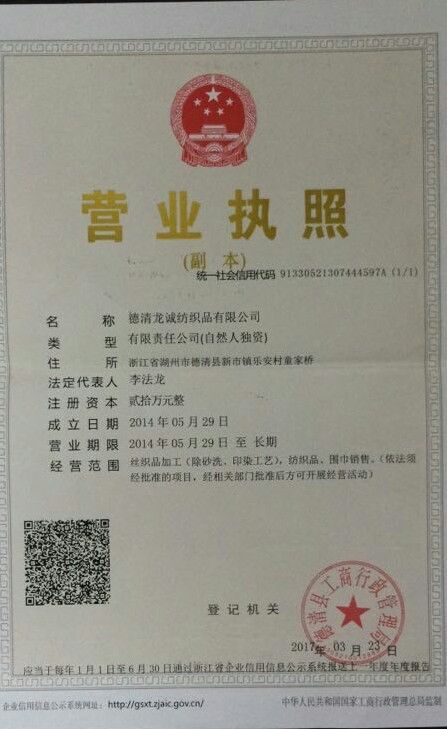 营业执照
(副 本)
统一社会信用代码 91330521307444597A (1/1)
名 称 德清龙诚纺织品有限公司
类 型 有限责任公司(自然人独资)
住 所 浙江省湖州市德清县新市镇乐安村童家桥
法定代表人 李法龙
注册资本 贰拾万元整
成立日期 2014年05月29日
营业期限 2014年05月29日 至 长期
经营范围 丝织品加工（除砂洗、印染工艺），纺织品、围巾销售。（依法须
经批准的项目，经相关部门批准后方可开展经营活动）
德清县工商行政管理局
登记机关
2017年 03月 23日
应当于每年1月1日至6月30日通过浙江省企业信用信息公示系统报送上一年度年度报告
企业信用信息公示系统网址: http://gsxt.zjaic.gov.cn/
中华人民共和国国家工商行政管理总局监制